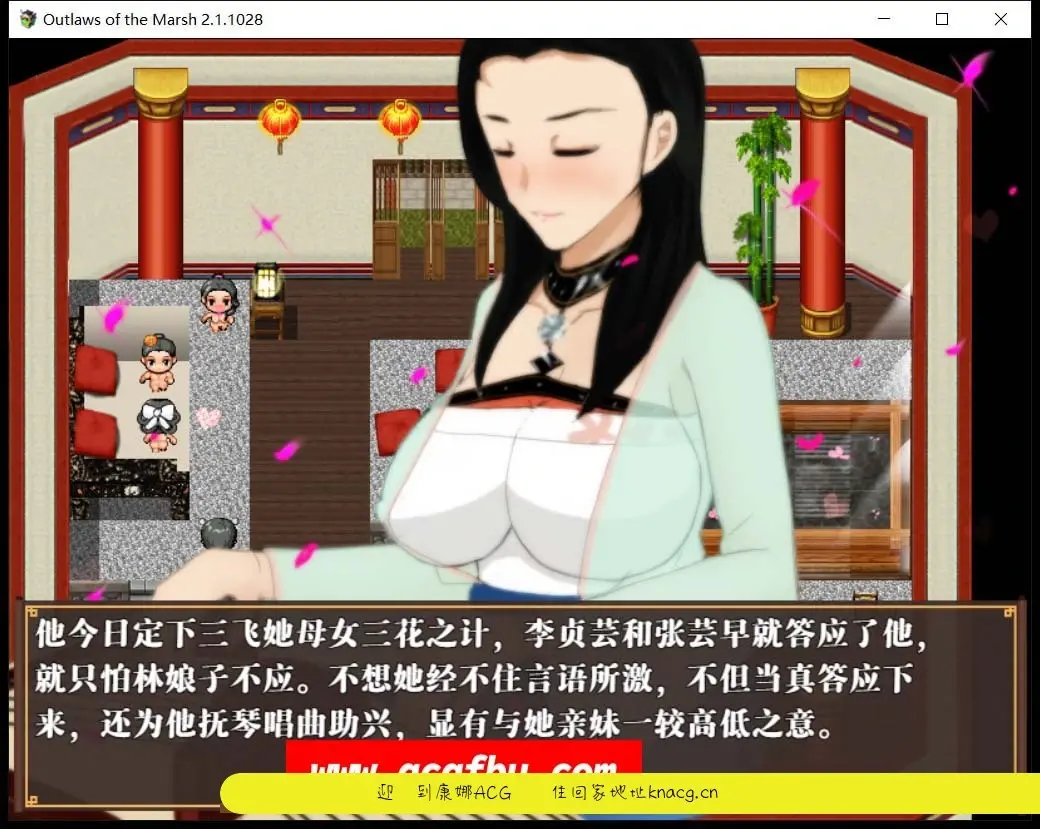 Outlaws of the Marsh 2.1.1028
他今日定下三飞她母女三花之计，李贞芸和张芸早就答应了他，
就只怕林娘子不应。不想她经不住言语所激，不但当真答应下
来，还为他抚琴唱曲助兴，显有与她亲妹一较高低之意。
www.acgfbu.com
迎 到康娜ACG 住回家地址knacg.cn